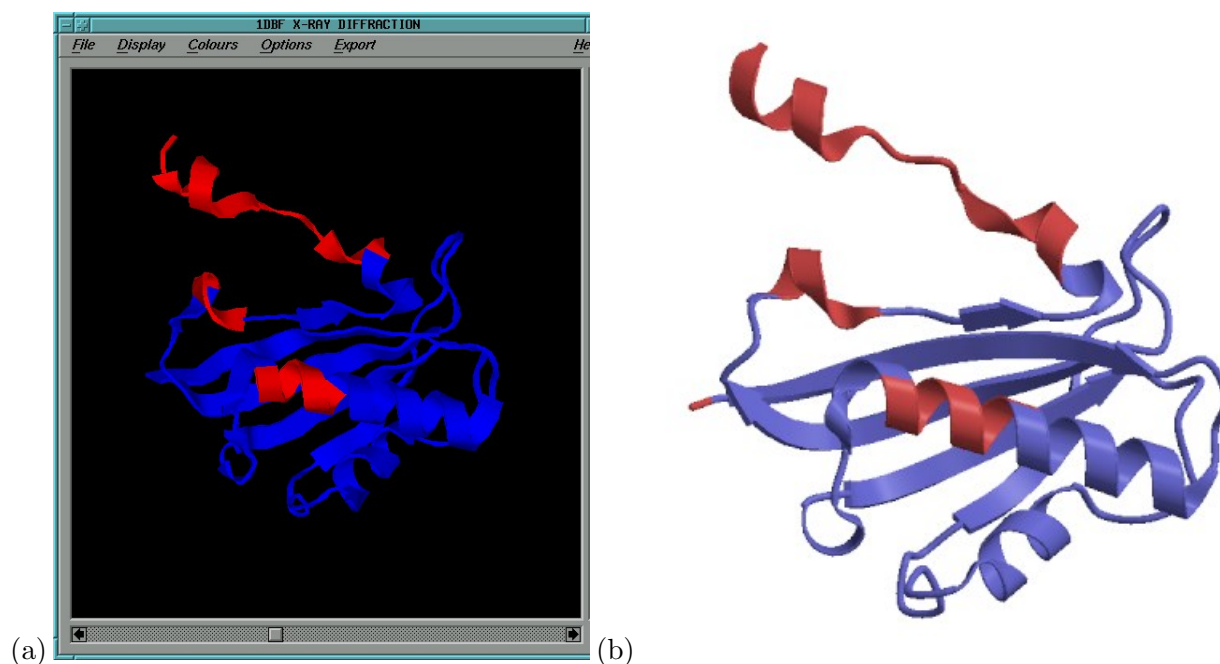 1DBF X-RAY DIFFRACTION
File Display Colours Options Export He
(a) (b)